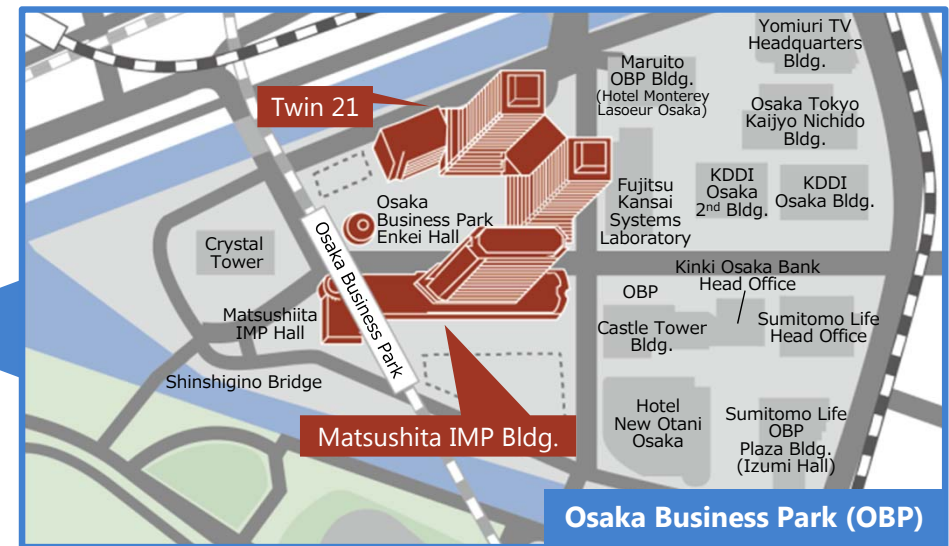 Yomiuri TV
Headquarters
Bldg.
Maruito
OBP Bldg.
(Hotel Monterey
Lasoeur Osaka)
Twin 21
Osaka Tokyo
Kaijyo Nichido
Bldg.
Osaka
Business Park
Enkei Hall
Fujitsu
Kansai
Systems
Laboratory
KDDI
Osaka
2nd Bldg.
KDDI
Osaka Bldg.
Crystal
Tower
Osaka Business Park
Kinki Osaka Bank
Head Office
OBP
Castle Tower
Bldg.
Sumitomo Life
Head Office
Matsushiita
IMP Hall
Shinshigino Bridge
Matsushita IMP Bldg.
Hotel
New Otani
Osaka
Sumitomo Life
OBP
Plaza Bldg.
(Izumi Hall)
Osaka Business Park (OBP)